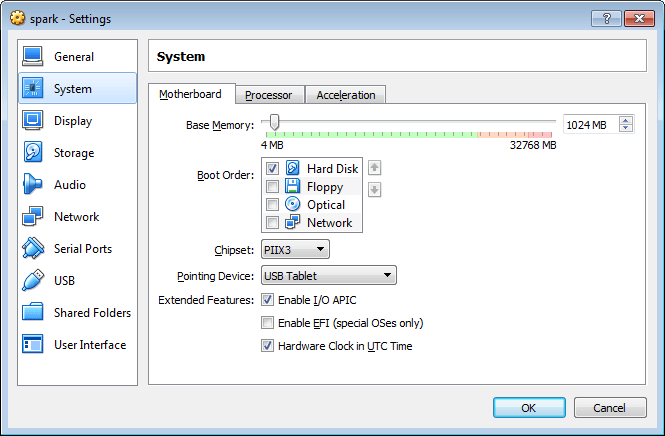 spark - Settings
General
System
Display
Storage
Audio
Network
Serial Ports
USB
Shared Folders
User Interface
System
Motherboard Processor Acceleration
Base Memory: 1024 MB
4 MB 32768 MB
Boot Order: Hard Disk
Floppy
Optical
Network
Chipset: PIIX3
Pointing Device: USB Tablet
Extended Features: Enable I/O APIC
Enable EFI (special OSes only)
Hardware Clock in UTC Time
OK Cancel